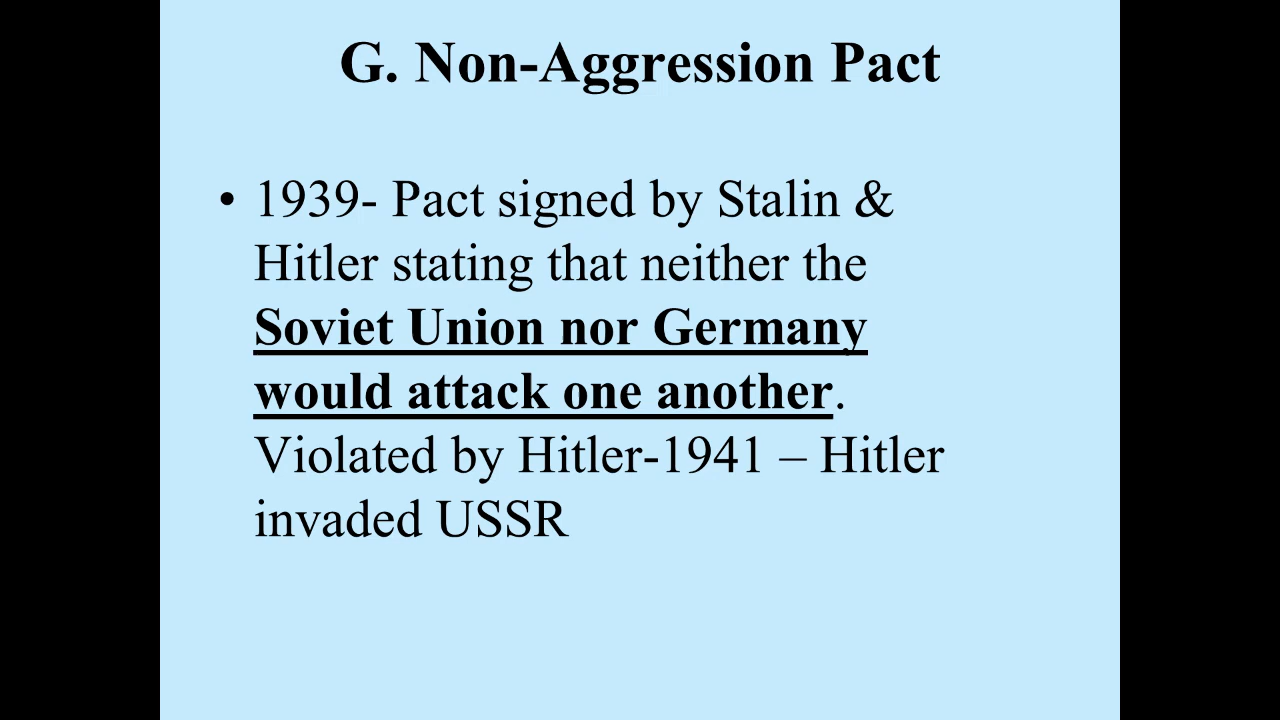 G. Non-Aggression Pact
• 1939- Pact signed by Stalin &
Hitler stating that neither the
Soviet Union nor Germany
would attack one another.
Violated by Hitler-1941 – Hitler
invaded USSR